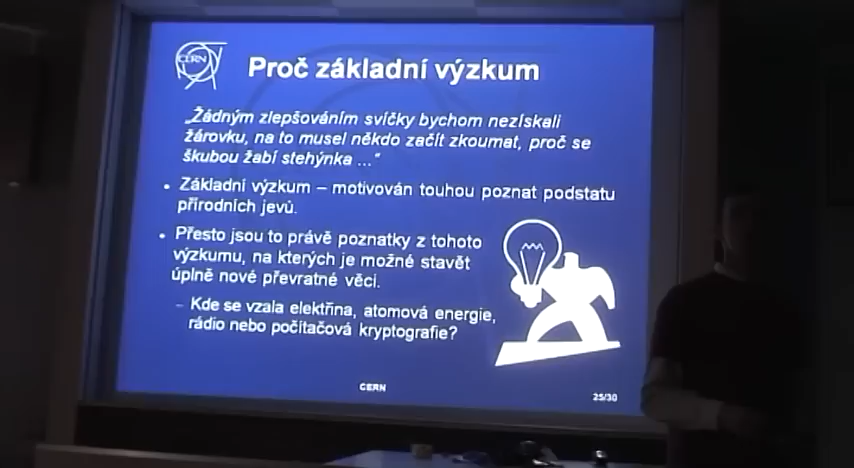 CERN
Proč základní výzkum
„Žádným zlepšováním svíčky bychom nezískali
žárovku, na to musel někdo začít zkoumat, proč se
škubou žabí stehýnka ..."
• Základní výzkum – motivován touhou poznat podstatu
přírodních jevů.
• Přesto jsou to právě poznatky z tohoto
výzkumu, na kterých je možné stavět
úplně nové převratné věci.
– Kde se vzala elektřina, atomová energie,
rádio nebo počítačová kryptografie?
CERN
25/30